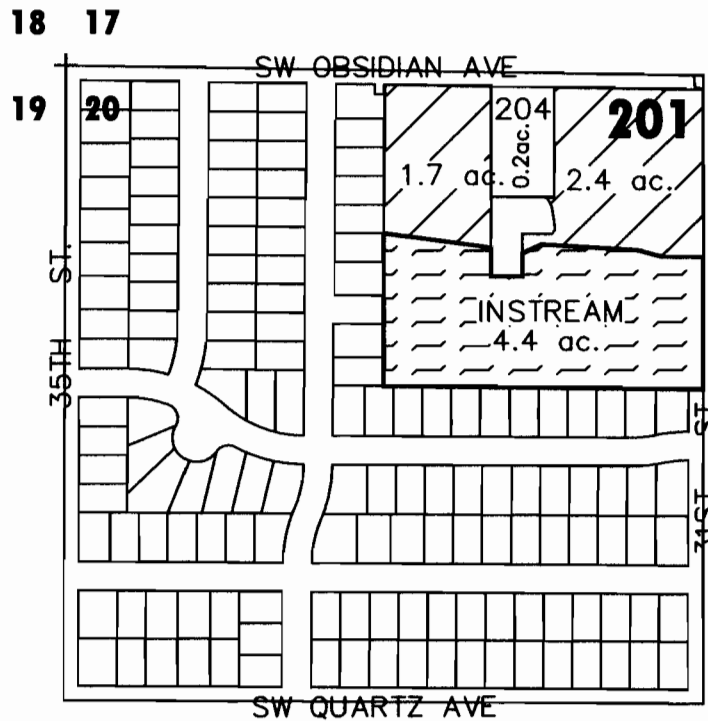 18 17
SW OBSIDIAN AVE
19 20
204
201
0.2ac.
1.7 ac.
2.4 ac.
35TH ST.
INSTREAM
4.4 ac.
31ST ST
SW QUARTZ AVE